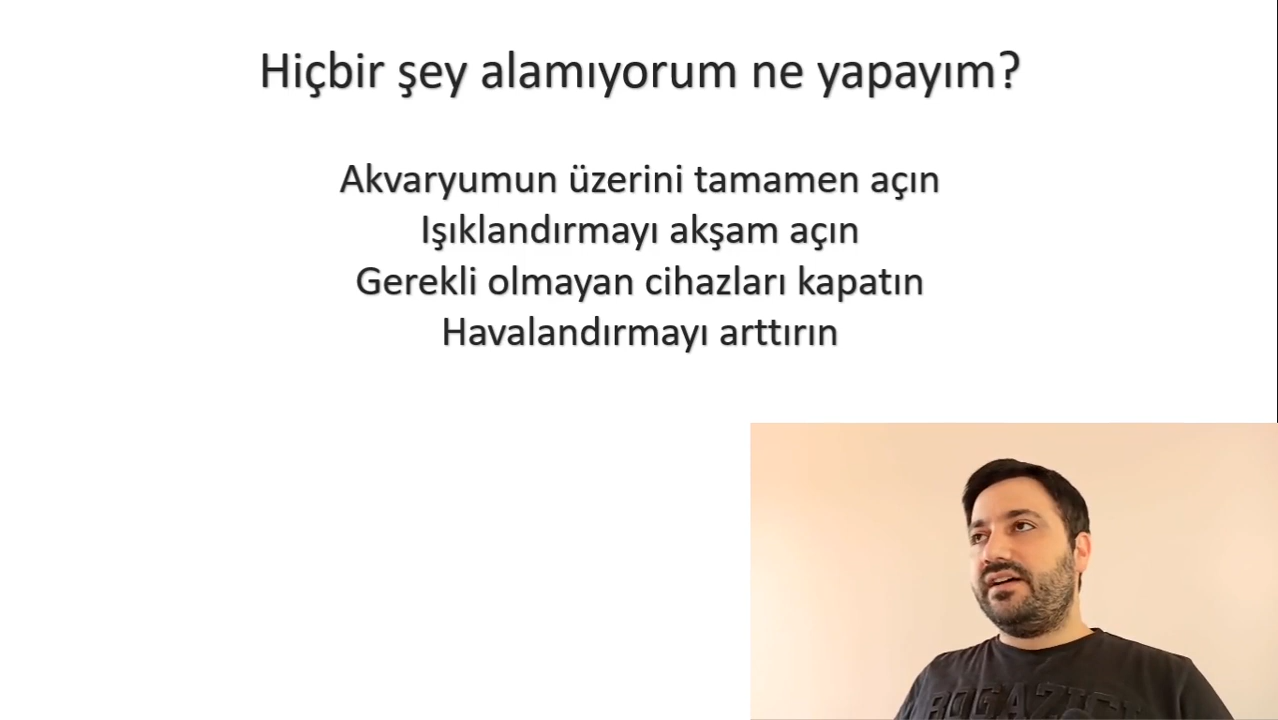 Hiçbir şey alamıyorum ne yapayım?
Akvaryumun üzerini tamamen açın
Işıklandırmayı akşam açın
Gerekli olmayan cihazları kapatın
Havalandırmayı arttırın